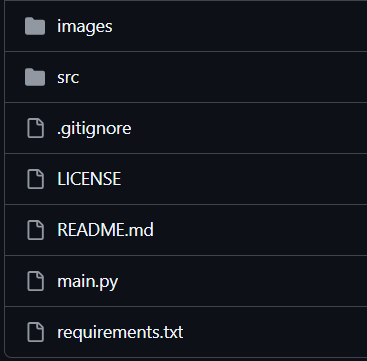 images
src
.gitignore
LICENSE
README.md
main.py
requirements.txt